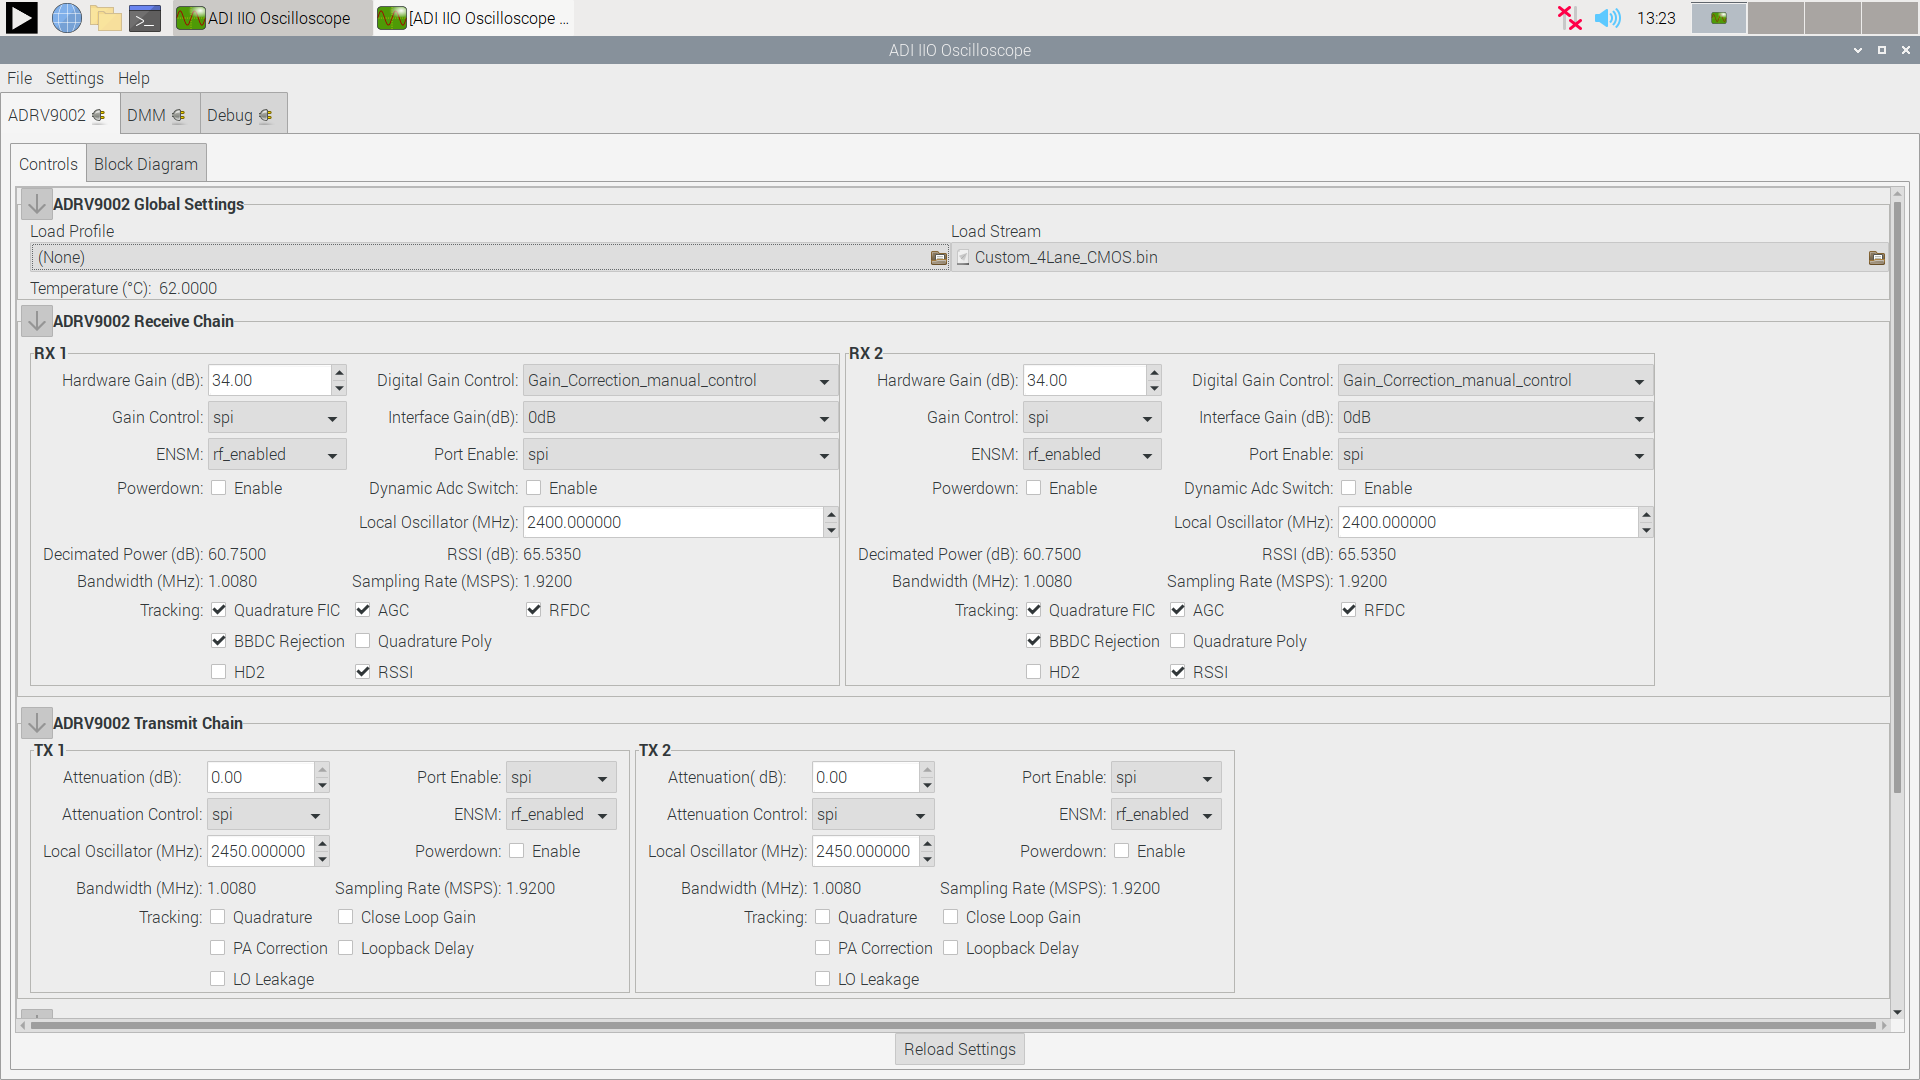 ADI IIO Oscilloscope
[ADI IIO Oscilloscope ...
13:23
ADI IIO Oscilloscope
File Settings Help
ADRV9002 DMM Debug
Controls Block Diagram
ADRV9002 Global Settings
Load Profile Load Stream
(None) Custom_4Lane_CMOS.bin
Temperature (°C): 62.0000
ADRV9002 Receive Chain
RX 1
Hardware Gain (dB): 34.00 Digital Gain Control: Gain_Correction_manual_control
Gain Control: spi Interface Gain(dB): 0dB
ENSM: rf_enabled Port Enable: spi
Powerdown: Enable Dynamic Adc Switch: Enable
Local Oscillator (MHz): 2400.000000
Decimated Power (dB): 60.7500 RSSI (dB): 65.5350
Bandwidth (MHz): 1.0080 Sampling Rate (MSPS): 1.9200
Tracking: Quadrature FIC AGC RFDC
BBDC Rejection Quadrature Poly
HD2 RSSI
RX 2
Hardware Gain (dB): 34.00 Digital Gain Control: Gain_Correction_manual_control
Gain Control: spi Interface Gain (dB): 0dB
ENSM: rf_enabled Port Enable: spi
Powerdown: Enable Dynamic Adc Switch: Enable
Local Oscillator (MHz): 2400.000000
Decimated Power (dB): 60.7500 RSSI (dB): 65.5350
Bandwidth (MHz): 1.0080 Sampling Rate (MSPS): 1.9200
Tracking: Quadrature FIC AGC RFDC
BBDC Rejection Quadrature Poly
HD2 RSSI
ADRV9002 Transmit Chain
TX 1
Attenuation (dB): 0.00 Port Enable: spi
Attenuation Control: spi ENSM: rf_enabled
Local Oscillator (MHz): 2450.000000 Powerdown: Enable
Bandwidth (MHz): 1.0080 Sampling Rate (MSPS): 1.9200
Tracking: Quadrature Close Loop Gain
PA Correction Loopback Delay
LO Leakage
TX 2
Attenuation( dB): 0.00 Port Enable: spi
Attenuation Control: spi ENSM: rf_enabled
Local Oscillator (MHz): 2450.000000 Powerdown: Enable
Bandwidth (MHz): 1.0080 Sampling Rate (MSPS): 1.9200
Tracking: Quadrature Close Loop Gain
PA Correction Loopback Delay
LO Leakage
Reload Settings